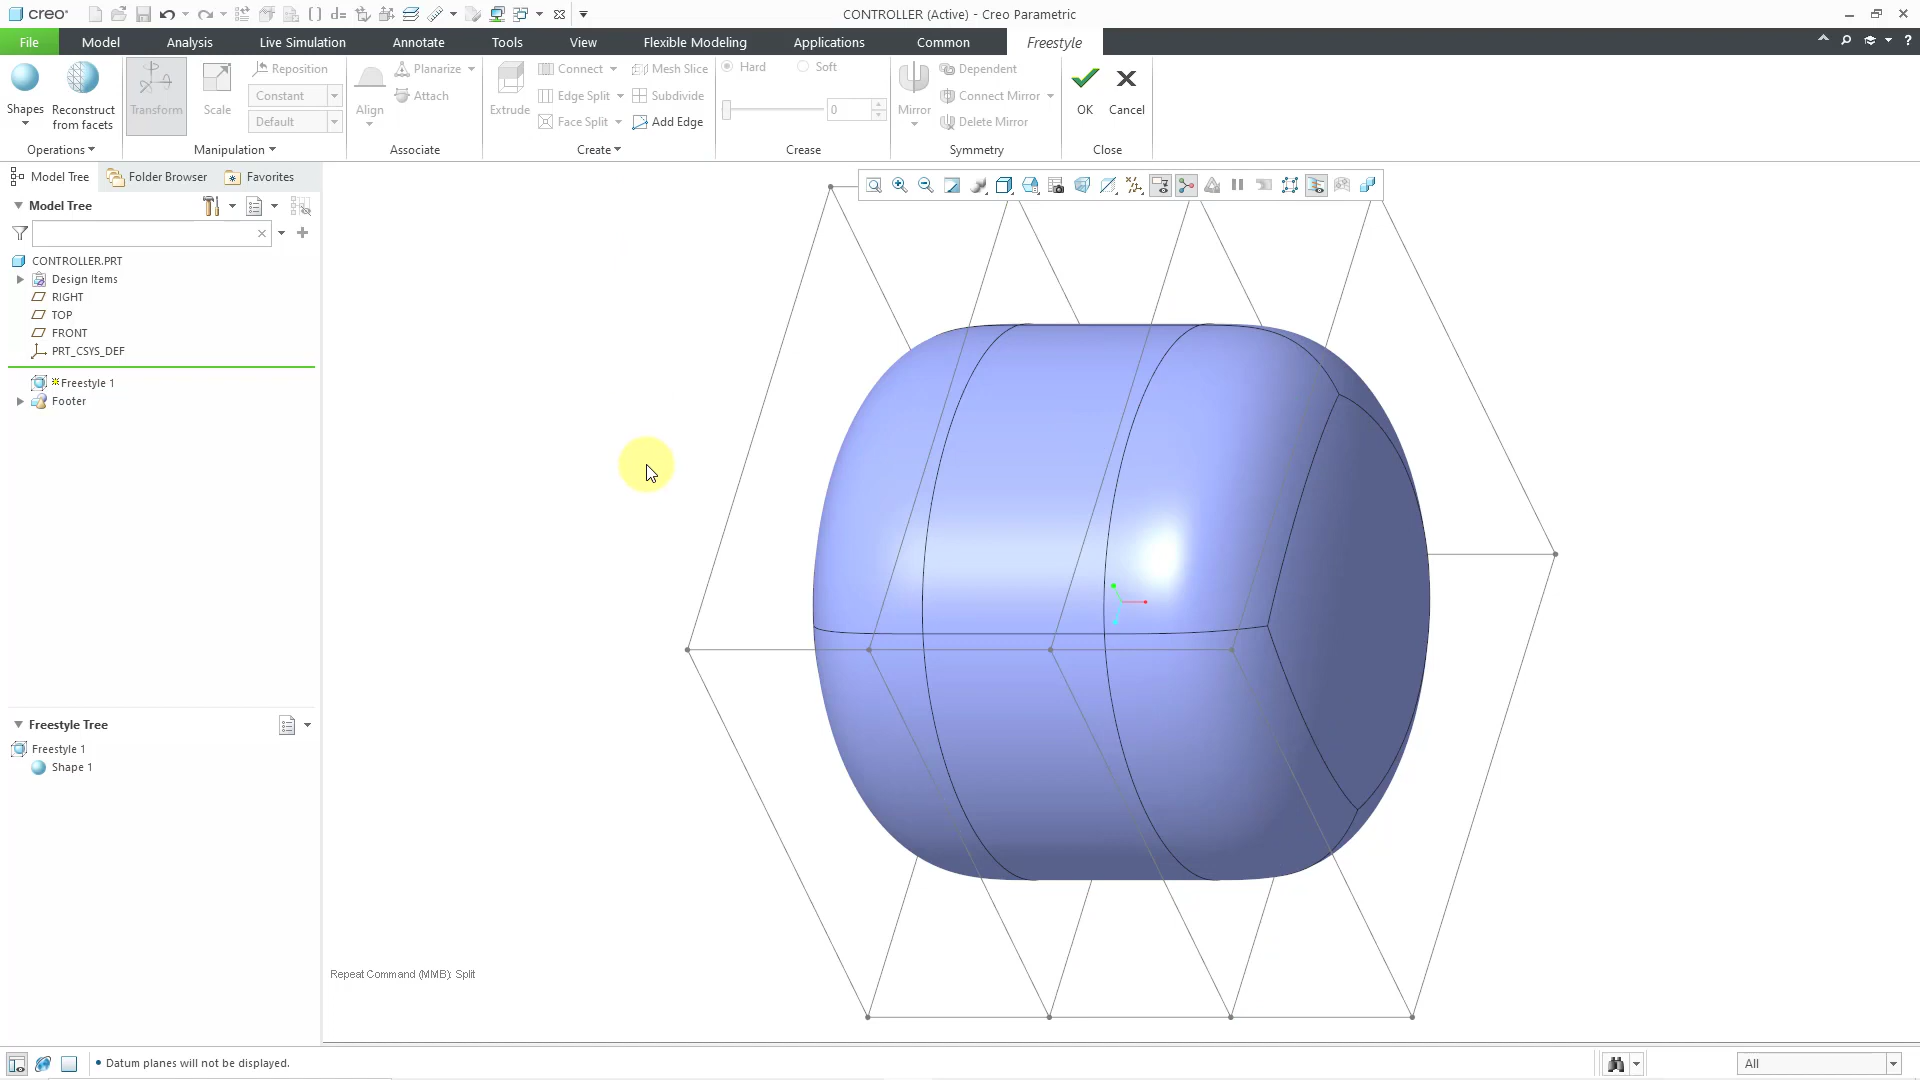 creo
CONTROLLER (Active) - Creo Parametric
File
Model
Analysis
Live Simulation
Annotate
Tools
View
Flexible Modeling
Applications
Common
Freestyle
Shapes
Reconstruct
from facets
Transform
Scale
Reposition
Constant
Default
Align
Planarize
Attach
Extrude
Connect
Edge Split
Face Split
Mesh Slice
Subdivide
Add Edge
Hard
Soft
0
Mirror
Dependent
Connect Mirror
Delete Mirror
OK
Cancel
Operations
Manipulation
Associate
Create
Crease
Symmetry
Close
Model Tree
Folder Browser
Favorites
Model Tree
CONTROLLER.PRT
Design Items
RIGHT
TOP
FRONT
PRT_CSYS_DEF
Freestyle 1
Footer
Freestyle Tree
Freestyle 1
Shape 1
Repeat Command (MMB): Split
Datum planes will not be displayed.
All